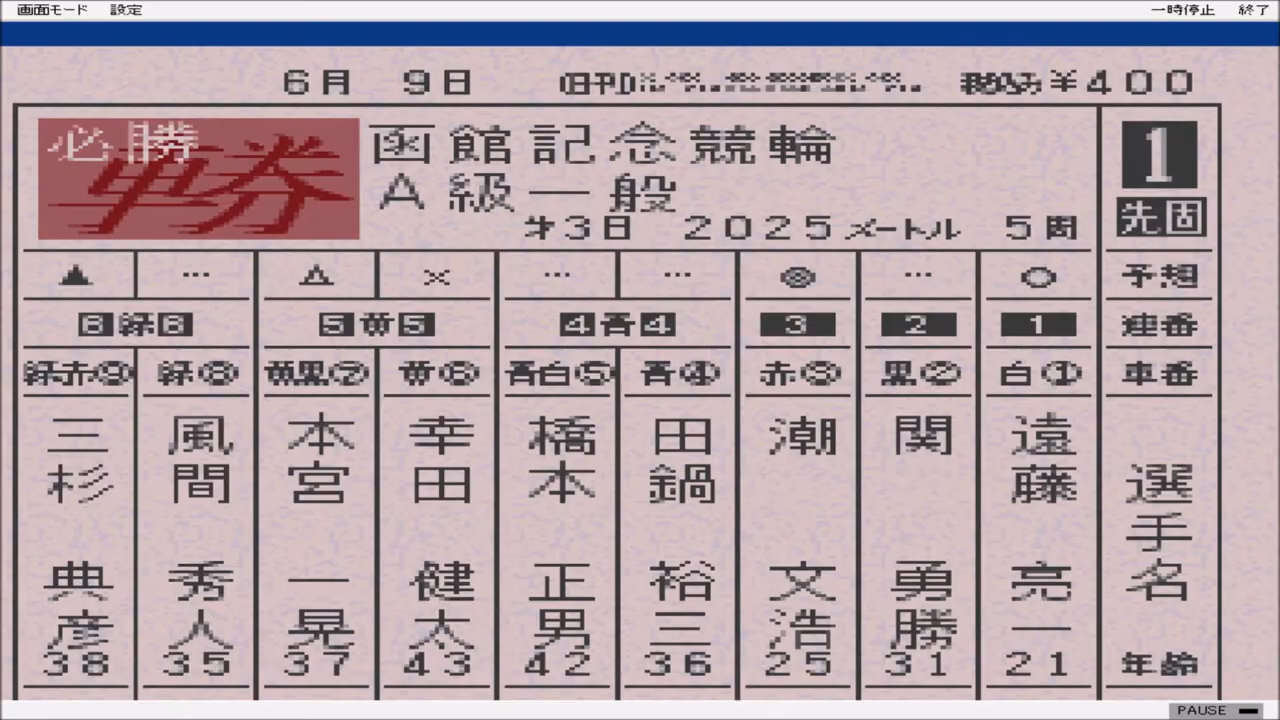 画面モード 設定 一時停止 終了
6月 9日 (日刊) 税込み¥400
必勝
車券
函館記念競輪
A級一般
才3日 2025メートル 5周
1
先固
▲ … △ × … … ◎ … ○ 予想
6緑6 5黄5 4青4 3 2 1 連番
緑赤⑨ 緑⑧ 黄黒⑦ 黄⑥ 青白⑤ 青④ 赤③ 黒② 白① 車番
三杉 典彦 風間 秀人 本宮 一晃 幸田 健太 橋本 正男 田鍋 裕三 潮 文浩 関 勇勝 遠藤 亮一 選手名
38 35 37 43 42 36 25 31 21 年齢
PAUSE